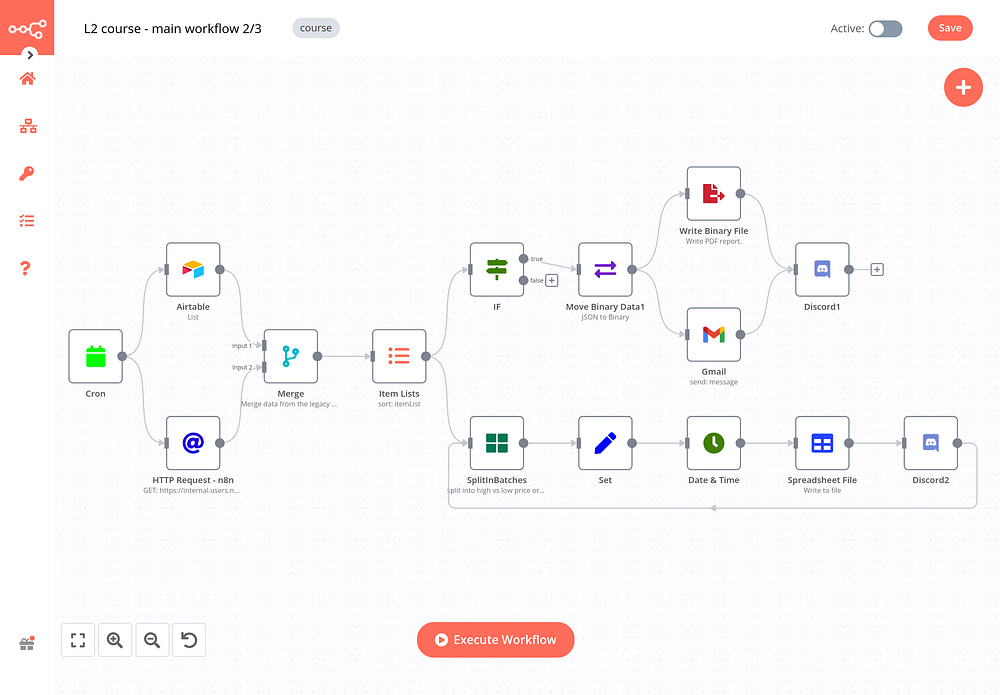 L2 course - main workflow 2/3
course
Active:
Save
Write Binary File
Write PDF report.
Airtable
List
true
false
IF
Move Binary Data1
JSON to Binary
Discord1
Input 1
Input 2
Cron
Merge
Merge data from the legacy ...
Item Lists
sort: itemList
Gmail
send: message
HTTP Request - n8n
GET: https://internal.users.n...
SplitInBatches
split into high vs low price or...
Set
Date & Time
Spreadsheet File
Write to file
Discord2
Execute Workflow